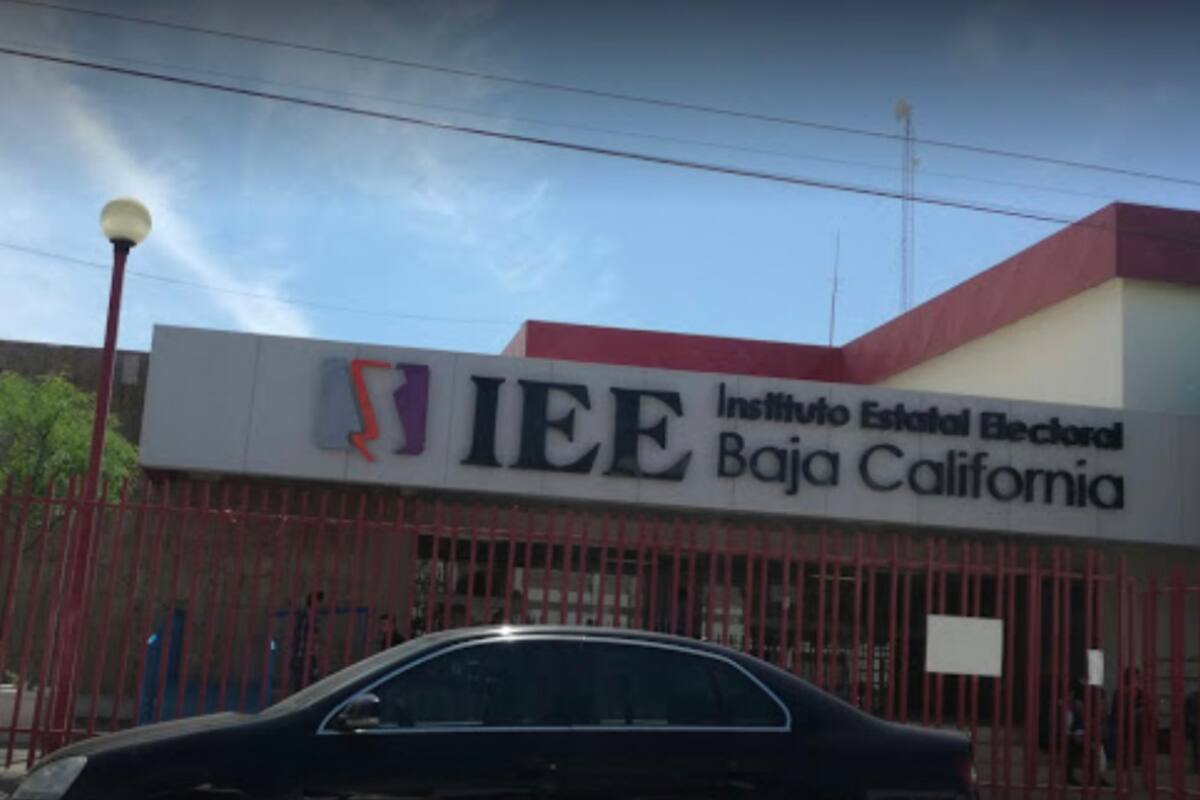 IEE
Instituto Estatal Electoral
Baja California